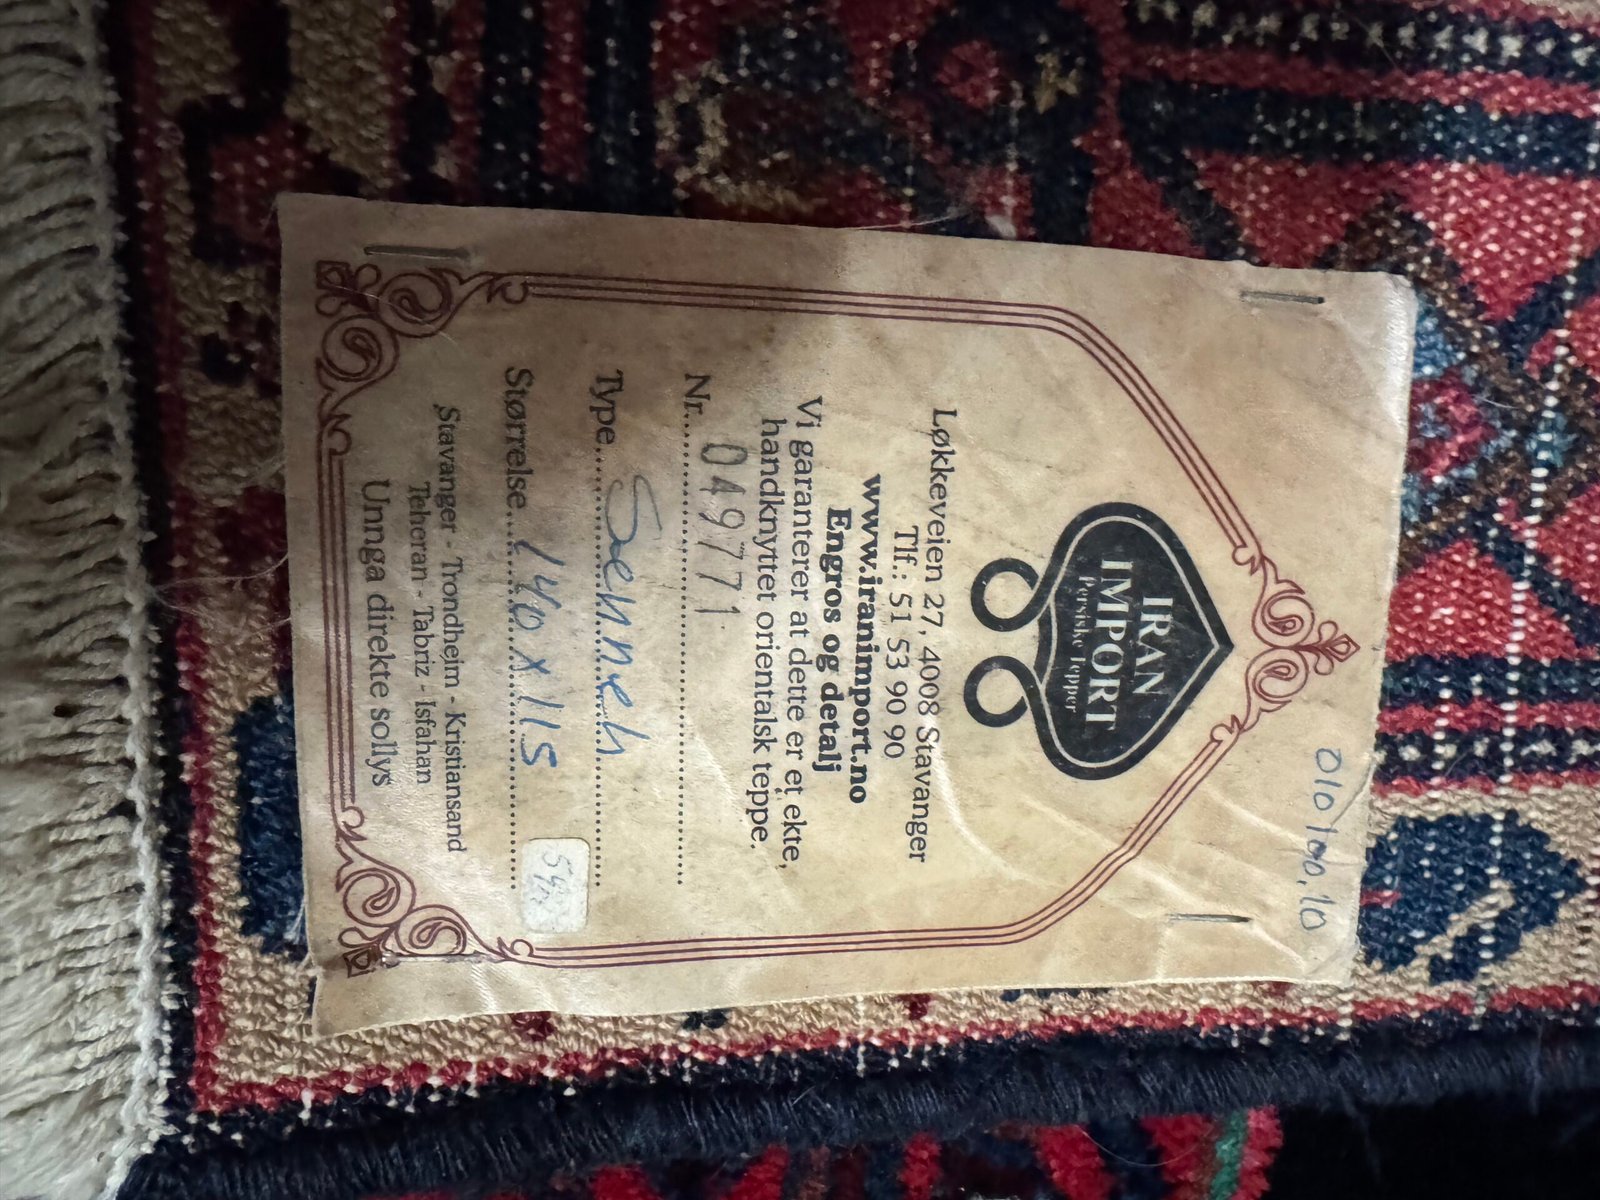 010100.10
IRAN
IMPORT
Persiske Tepper
Løkkeveien 27, 4008 Stavanger
Tlf.: 51 53 90 90
www.iranimport.no
Engros og detalj
Vi garanterer at dette er et ekte,
handknyttet orientalsk teppe.
Nr. 049771
Type Senneh
Størrelse 140 x 115
Stavanger - Trondheim - Kristiansand
Teheran - Tabriz - Isfahan
Unnga direkte sollys